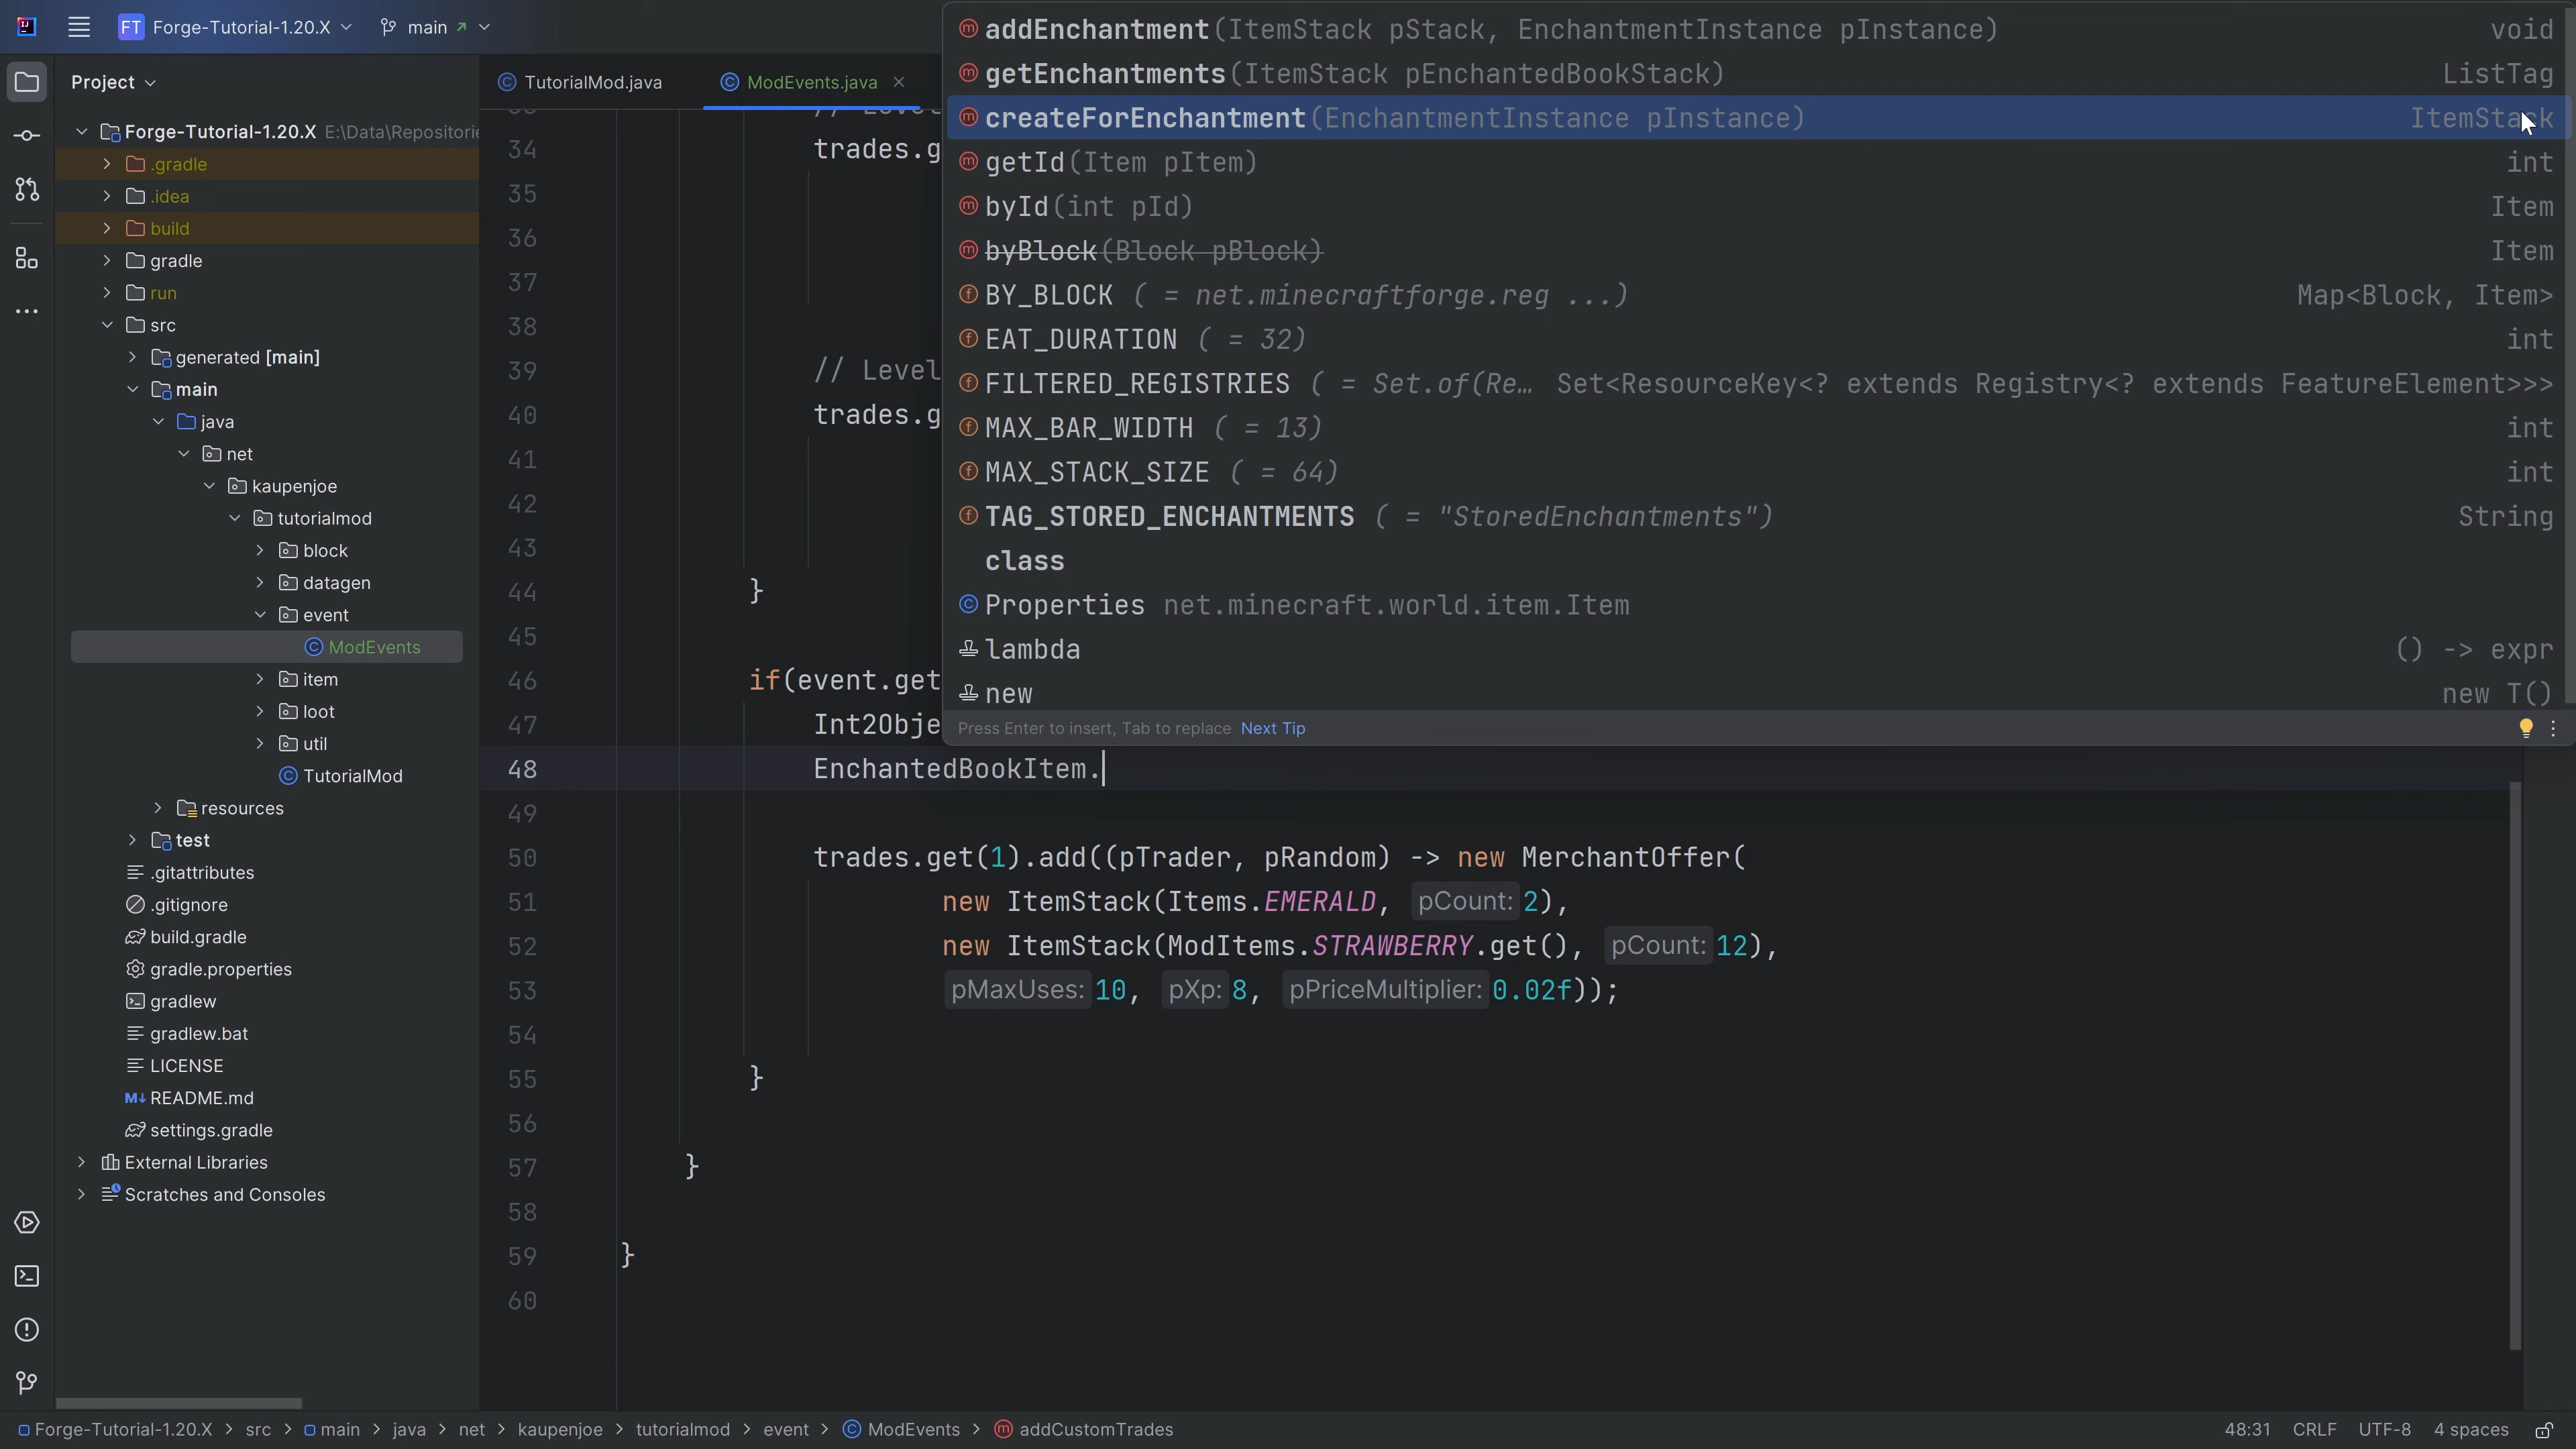 FT Forge-Tutorial-1.20.X main
Project
TutorialMod.java ModEvents.java
Forge-Tutorial-1.20.X E:\Data\Repositorie
.gradle
.idea
build
gradle
run
src
generated [main]
main
java
net
kaupenjoe
tutorialmod
block
datagen
event
ModEvents
item
loot
util
TutorialMod
resources
test
.gitattributes
.gitignore
build.gradle
gradle.properties
gradlew
gradlew.bat
LICENSE
README.md
settings.gradle
External Libraries
Scratches and Consoles
addEnchantment(ItemStack pStack, EnchantmentInstance pInstance) void
getEnchantments(ItemStack pEnchantedBookStack) ListTag
createForEnchantment(EnchantmentInstance pInstance) ItemStack
getId(Item pItem) int
byId(int pId) Item
byBlock(Block pBlock) Item
BY_BLOCK ( = net.minecraftforge.reg ...) Map<Block, Item>
EAT_DURATION ( = 32) int
FILTERED_REGISTRIES ( = Set.of(Re… Set<ResourceKey<? extends Registry<? extends FeatureElement>>>
MAX_BAR_WIDTH ( = 13) int
MAX_STACK_SIZE ( = 64) int
TAG_STORED_ENCHANTMENTS ( = "StoredEnchantments") String
class
Properties net.minecraft.world.item.Item
lambda () -> expr
new new T()
Press Enter to insert, Tab to replace Next Tip
// Level
34 trades.g
35
36
37
38
39 // Level
40 trades.g
41
42
43
44 }
45
46 if(event.get
47 Int2Obje
48 EnchantedBookItem.
49
50 trades.get(1).add((pTrader, pRandom) -> new MerchantOffer(
51 new ItemStack(Items.EMERALD, pCount: 2),
52 new ItemStack(ModItems.STRAWBERRY.get(), pCount: 12),
53 pMaxUses: 10, pXp: 8, pPriceMultiplier: 0.02f));
54
55 }
56
57 }
58
59 }
60
Forge-Tutorial-1.20.X > src > main > java > net > kaupenjoe > tutorialmod > event > ModEvents > addCustomTrades 48:31 CRLF UTF-8 4 spaces